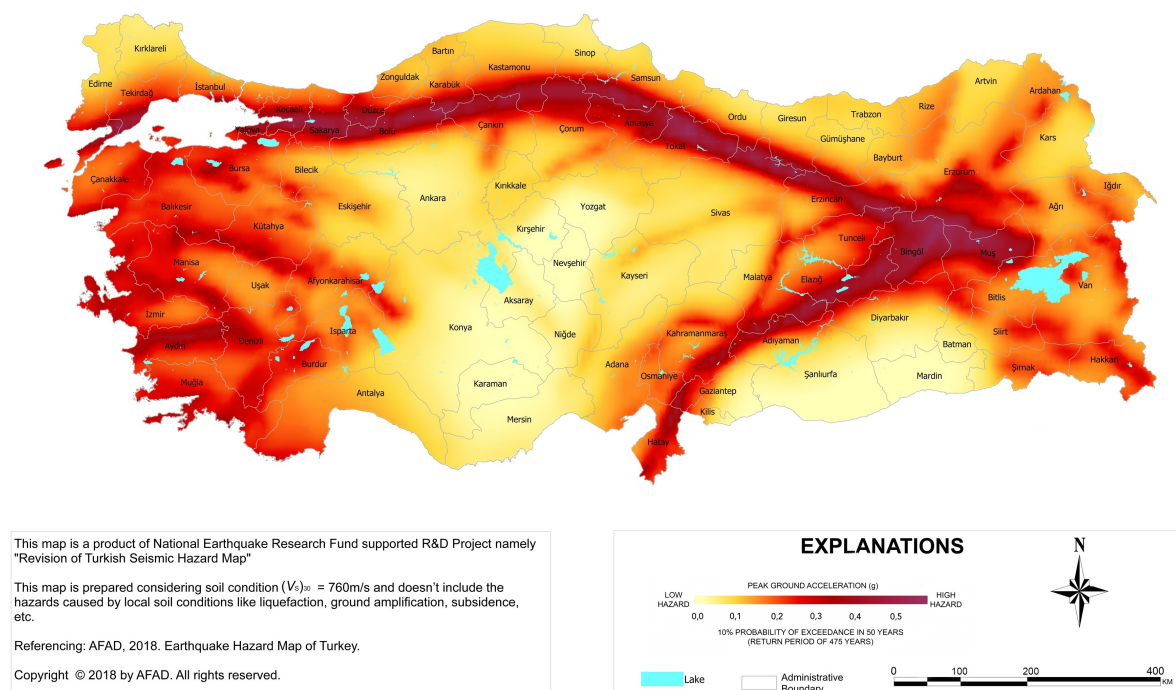 Kırklareli
Edirne
Tekirdağ
İstanbul
Kocaeli
Yalova
Sakarya
Düzce
Bolu
Zonguldak
Bartın
Karabük
Kastamonu
Sinop
Samsun
Çankırı
Çorum
Amasya
Tokat
Ordu
Giresun
Trabzon
Gümüşhane
Bayburt
Rize
Artvin
Ardahan
Kars
Iğdır
Ağrı
Erzurum
Erzincan
Çanakkale
Balıkesir
Bursa
Bilecik
Eskişehir
Kütahya
Ankara
Kırıkkale
Yozgat
Sivas
Kırşehir
Nevşehir
Kayseri
Aksaray
Niğde
Konya
Karaman
Mersin
Adana
Manisa
Uşak
Afyonkarahisar
İzmir
Aydın
Denizli
Isparta
Burdur
Muğla
Antalya
Tunceli
Bingöl
Muş
Malatya
Elazığ
Bitlis
Van
Diyarbakır
Siirt
Batman
Hakkari
Şırnak
Mardin
Şanlıurfa
Adıyaman
Kahramanmaraş
Osmaniye
Gaziantep
Kilis
Hatay
This map is a product of National Earthquake Research Fund supported R&D Project namely
"Revision of Turkish Seismic Hazard Map"
This map is prepared considering soil condition (Vₛ)₃₀ = 760m/s and doesn't include the
hazards caused by local soil conditions like liquefaction, ground amplification, subsidence,
etc.
Referencing: AFAD, 2018. Earthquake Hazard Map of Turkey.
Copyright © 2018 by AFAD. All rights reserved.
EXPLANATIONS
N
PEAK GROUND ACCELERATION (g)
LOW
HAZARD
HIGH
HAZARD
0,0 0,1 0,2 0,3 0,4 0,5
10% PROBABILITY OF EXCEEDANCE IN 50 YEARS
(RETURN PERIOD OF 475 YEARS)
Lake
Administrative
Boundary
0 100 200 400
KM